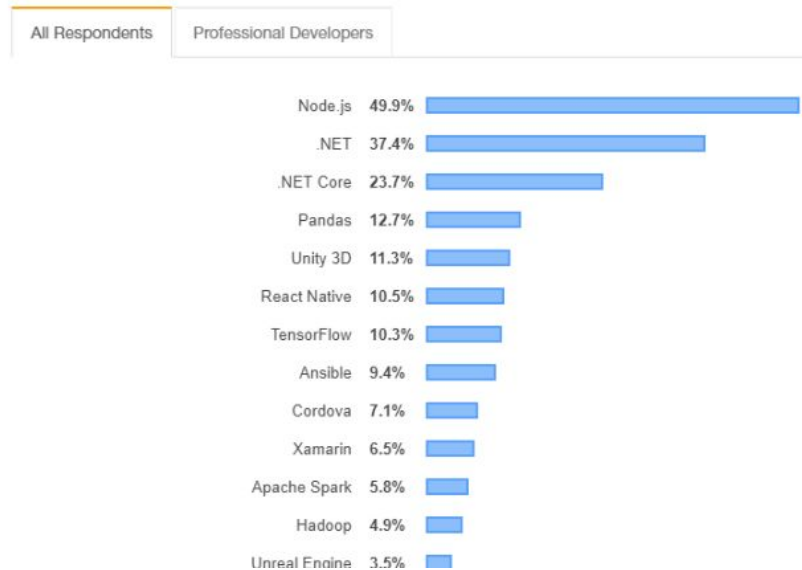 All Respondents Professional Developers
Node.js 49.9%
.NET 37.4%
.NET Core 23.7%
Pandas 12.7%
Unity 3D 11.3%
React Native 10.5%
TensorFlow 10.3%
Ansible 9.4%
Cordova 7.1%
Xamarin 6.5%
Apache Spark 5.8%
Hadoop 4.9%
Unreal Engine 3.5%